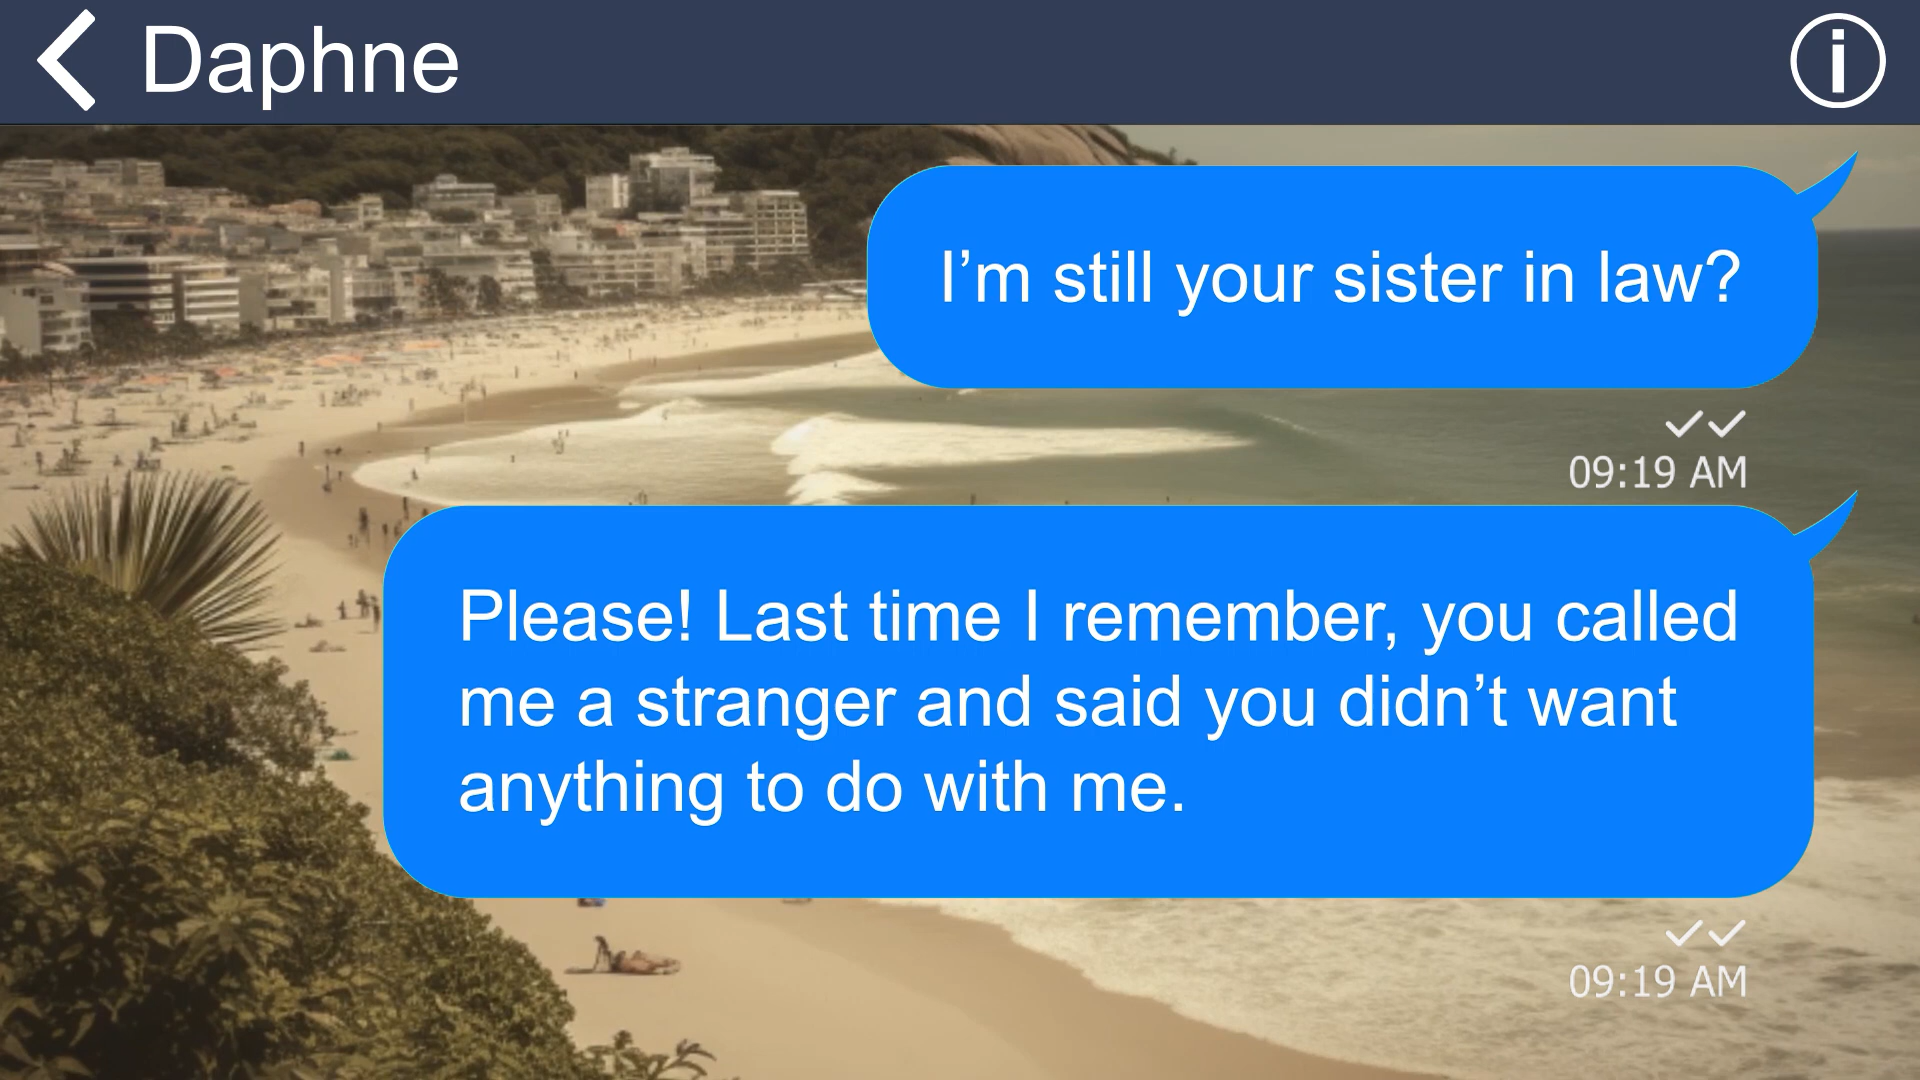 Daphne
I’m still your sister in law?
09:19 AM
Please! Last time I remember, you called
me a stranger and said you didn’t want
anything to do with me.
09:19 AM